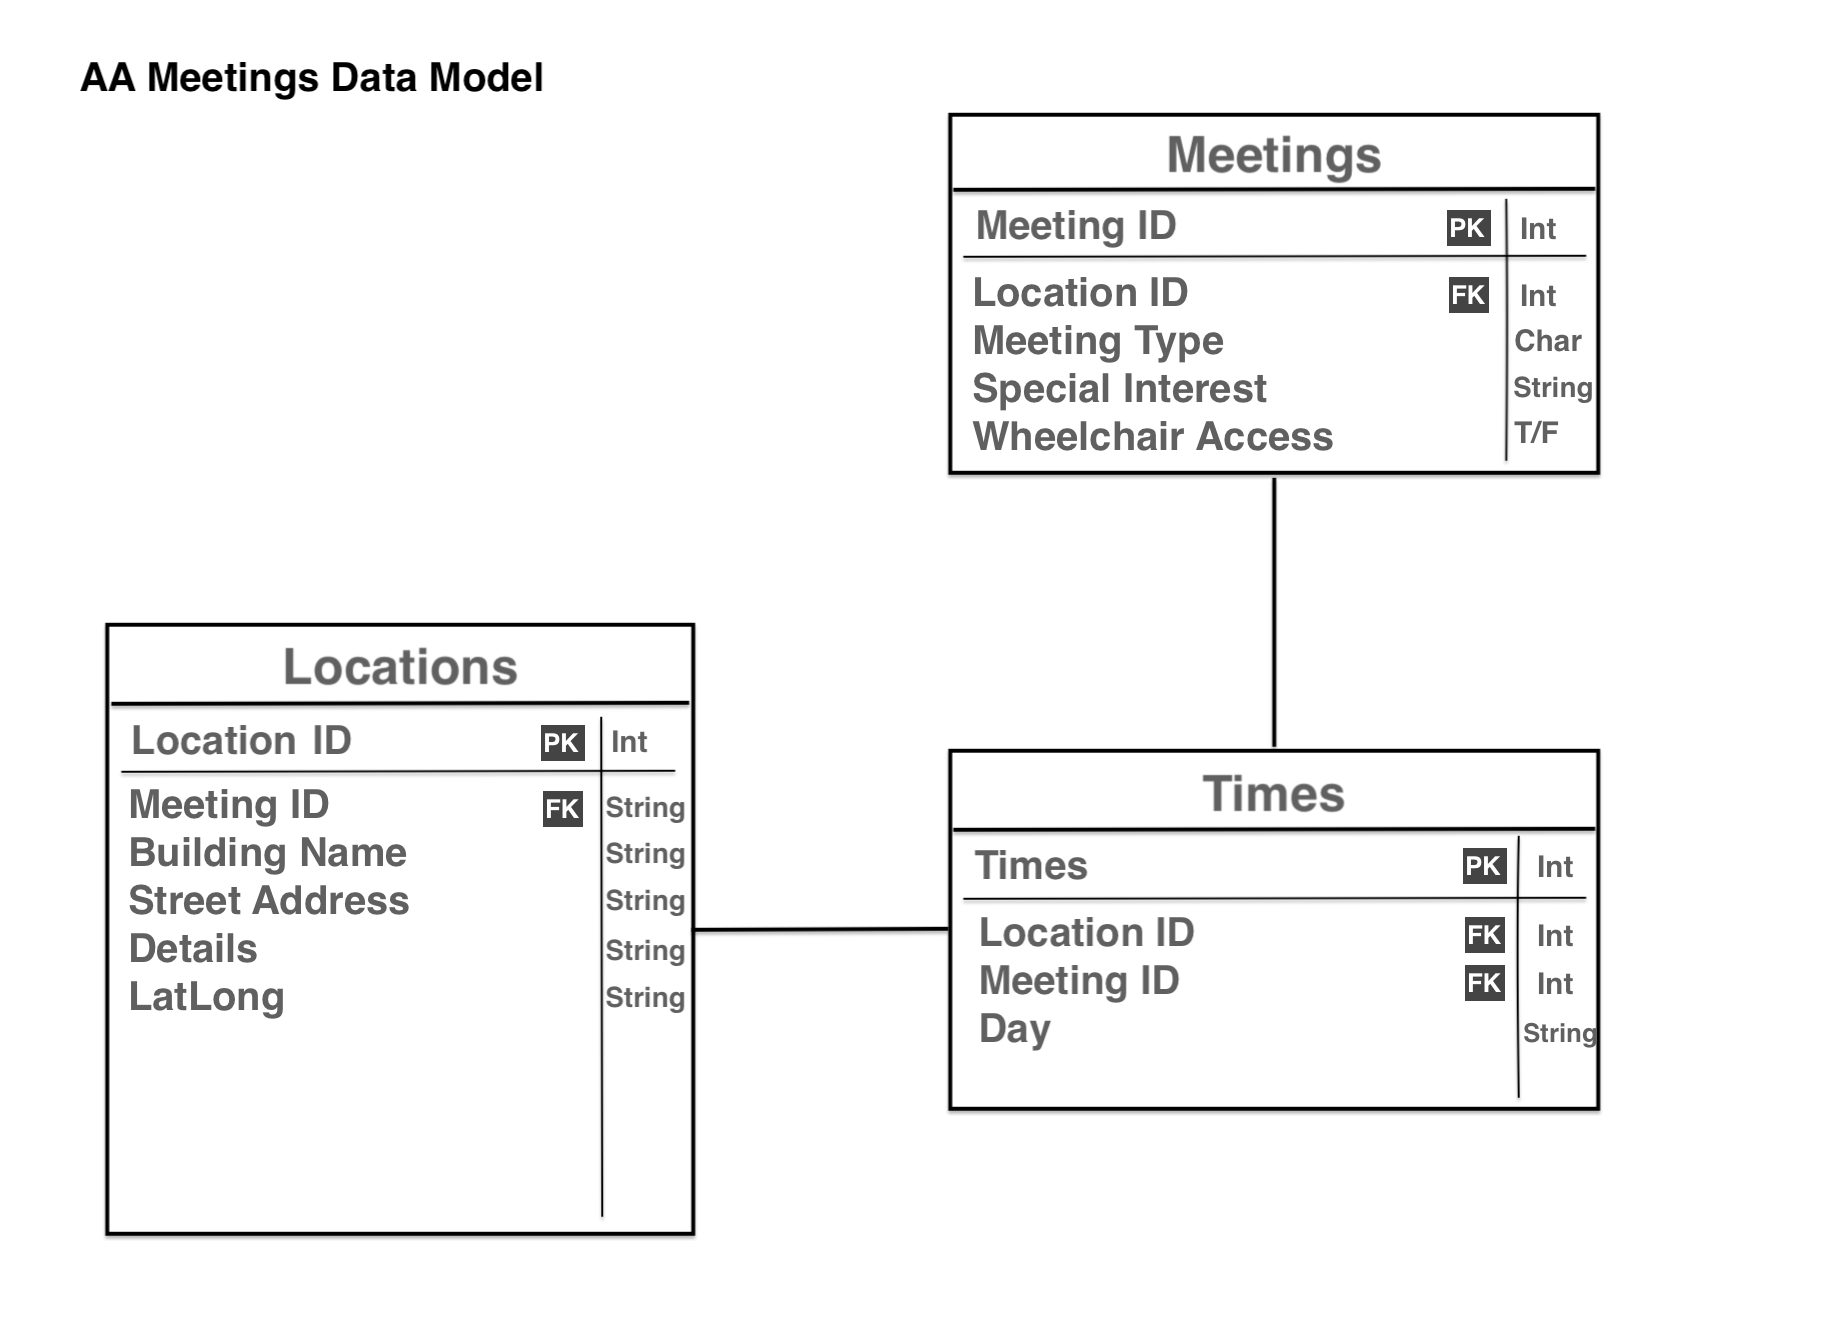 AA Meetings Data Model
Meetings
Meeting ID PK Int
Location ID FK Int
Meeting Type Char
Special Interest String
Wheelchair Access T/F
Locations
Location ID PK Int
Meeting ID FK String
Building Name String
Street Address String
Details String
LatLong String
Times
Times PK Int
Location ID FK Int
Meeting ID FK Int
Day String